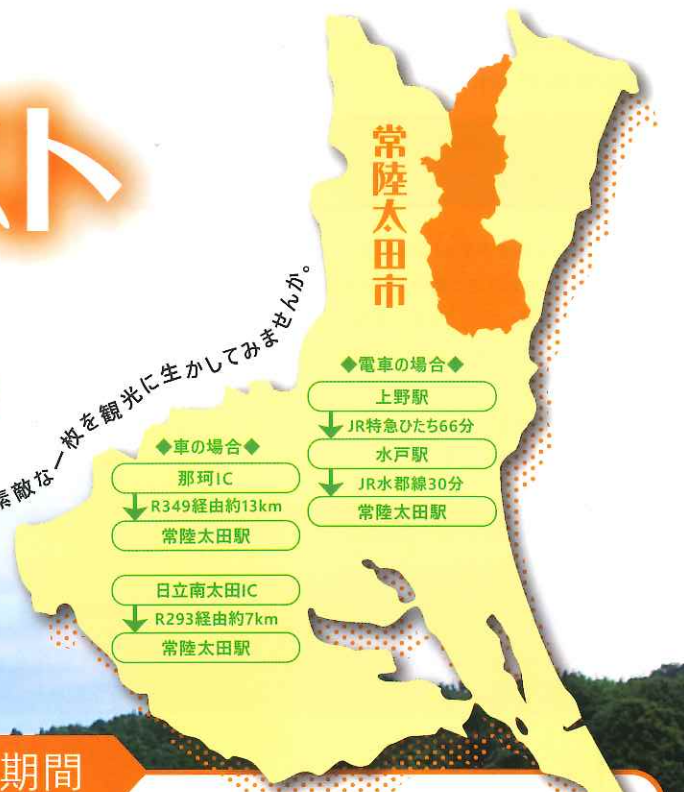 ト
常陸太田市
素敵な一枚を観光に生かしてみませんか。
◆電車の場合◆
上野駅
JR特急ひたち66分
水戸駅
JR水郡線30分
常陸太田駅
◆車の場合◆
那珂IC
R349経由約13km
常陸太田駅
日立南太田IC
R293経由約7km
常陸太田駅
期間